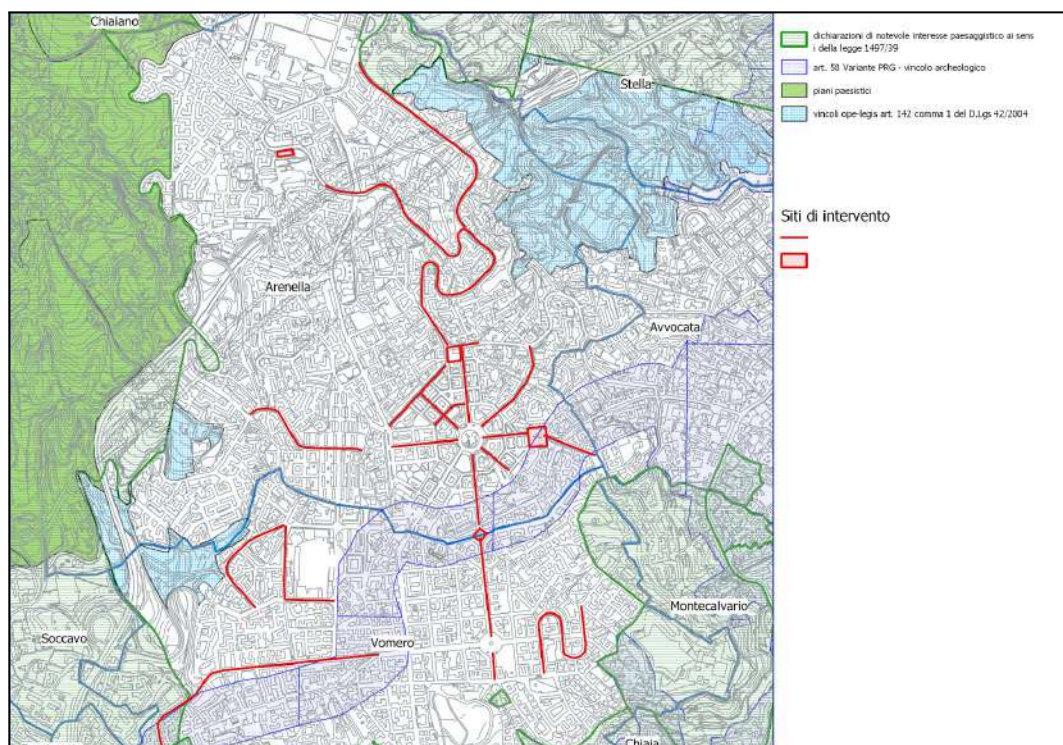 Chiaiano
Stella
Arenella
Avvocata
Montecalvario
Soccavo
Vomero
Chiaia
dichiarazioni di notevole interesse paesaggistico ai sens
i della legge 1497/39
art. 58 Variante PRG - vincolo archeologico
piani paesistici
vincoli ope-legis art. 142 comma 1 del D.Lgs 42/2004
Siti di intervento